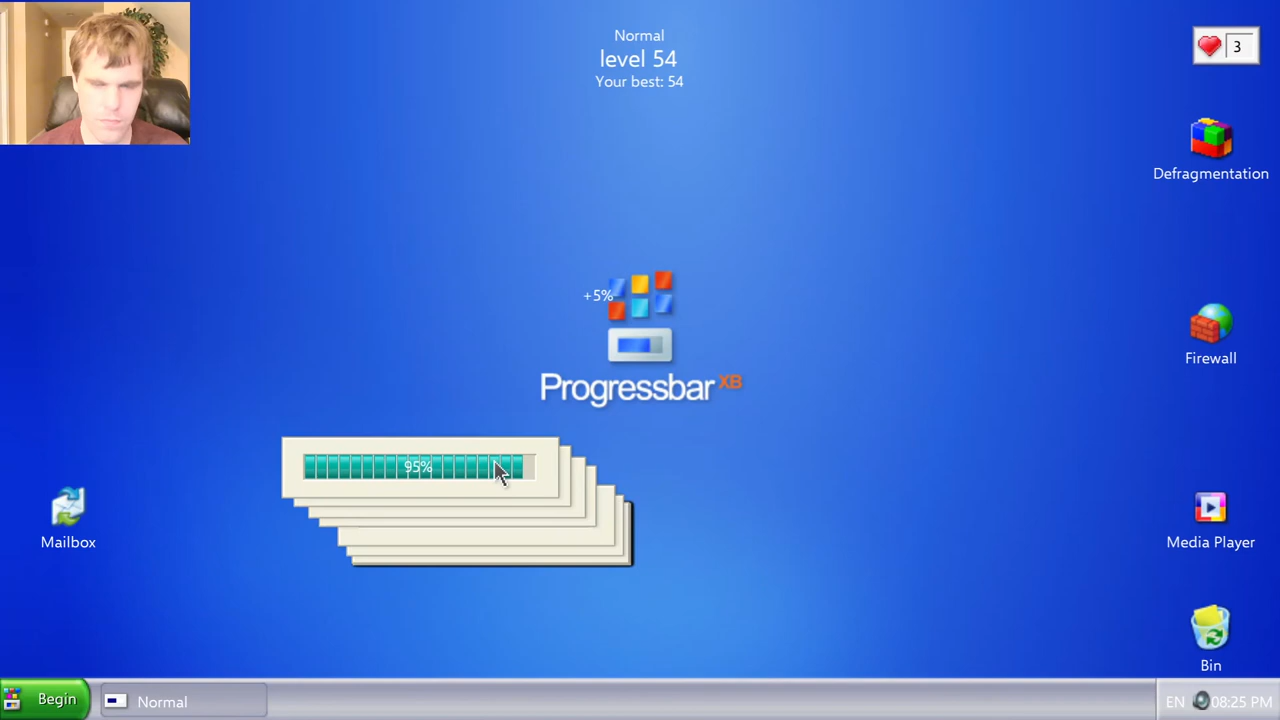 Normal
level 54
Your best: 54
3
Defragmentation
+5%
Progressbar XB
Firewall
95%
Mailbox
Media Player
Bin
Begin
Normal
EN 08:25 PM